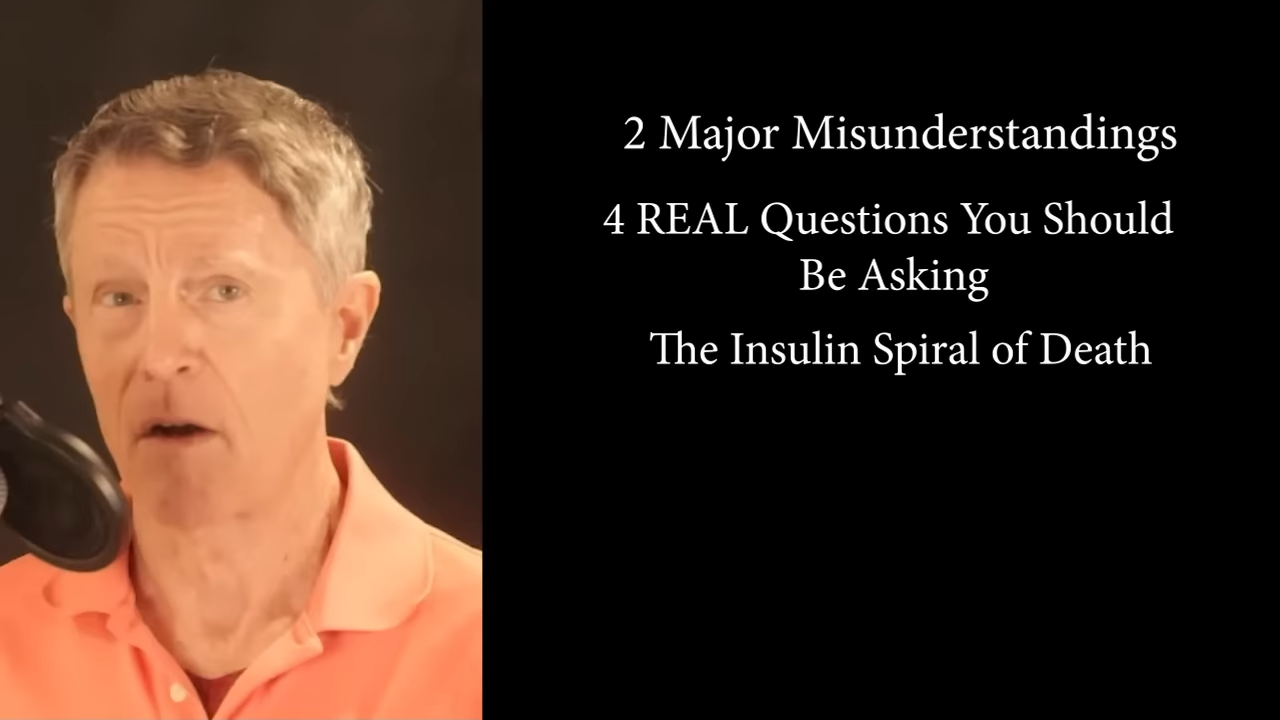 2 Major Misunderstandings
4 REAL Questions You Should
Be Asking
The Insulin Spiral of Death